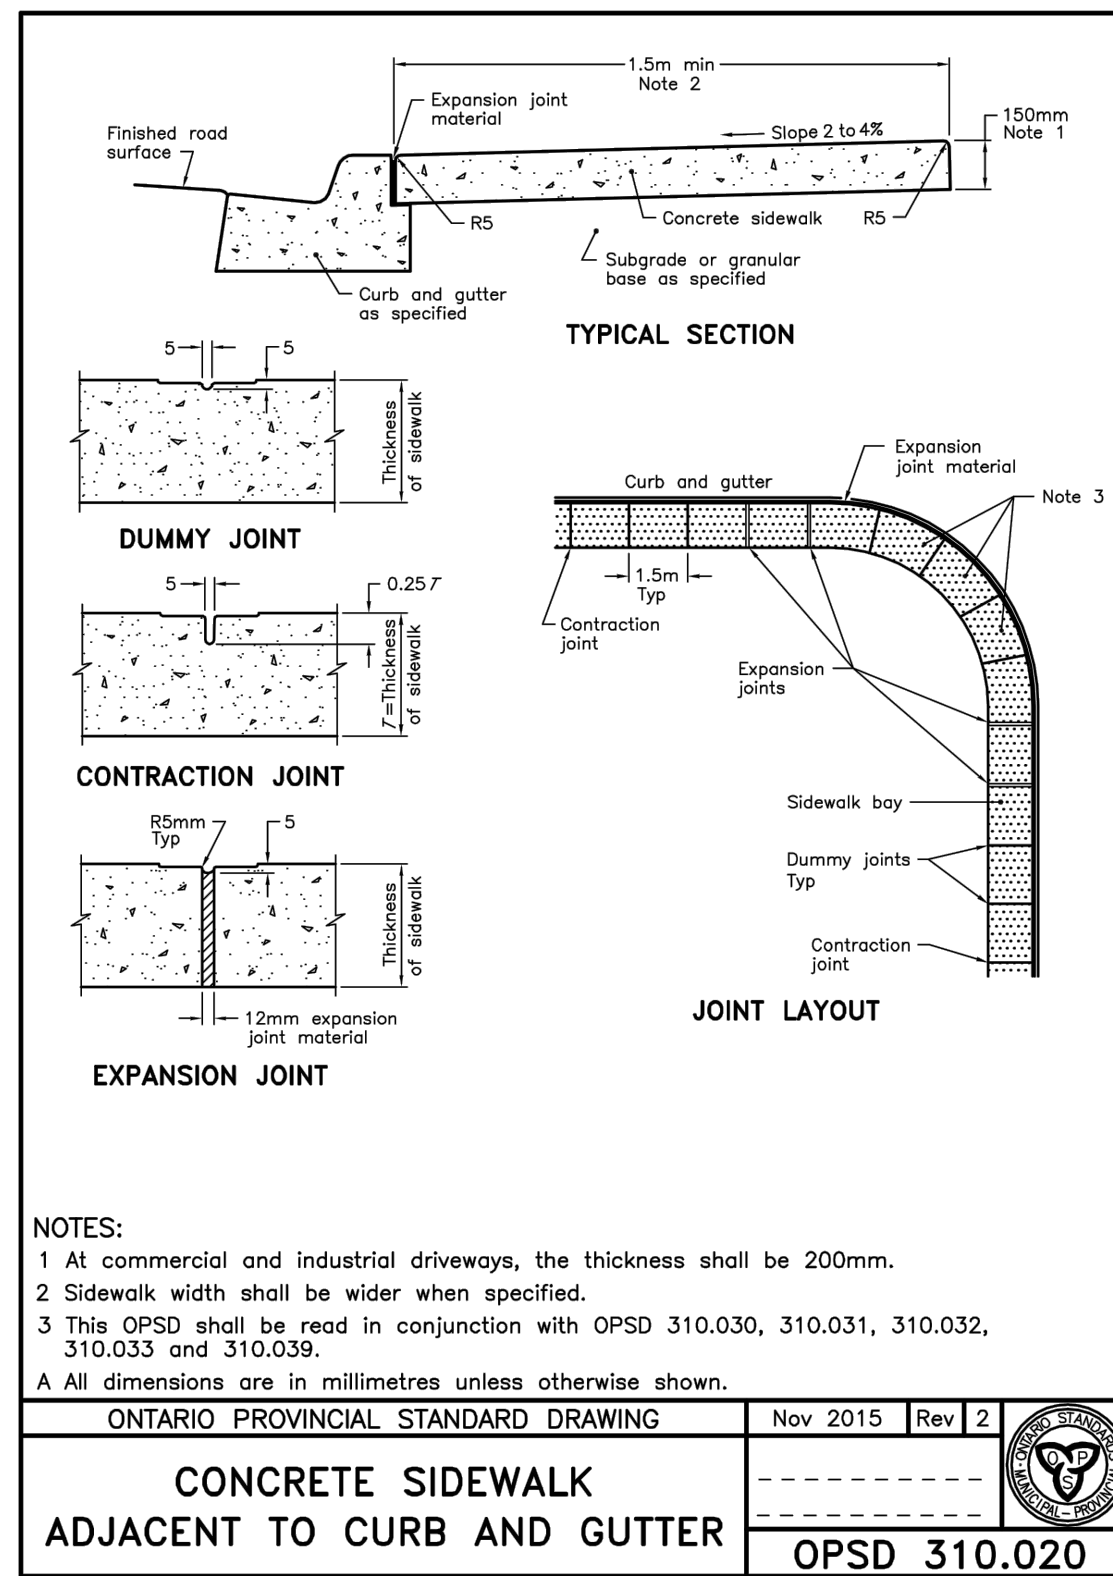 1.5m min
Note 2
Expansion joint
material
150mm
Note 1
Finished road
surface
Slope 2 to 4%
R5
Concrete sidewalk
R5
Subgrade or granular
base as specified
Curb and gutter
as specified
TYPICAL SECTION
5
5
Thickness
of sidewalk
DUMMY JOINT
5
0.25T
T=Thickness
of sidewalk
CONTRACTION JOINT
R5mm
Typ
5
Thickness
of sidewalk
12mm expansion
joint material
EXPANSION JOINT
Expansion
joint material
Curb and gutter
Note 3
1.5m
Typ
Contraction
joint
Expansion
joints
Sidewalk bay
Dummy joints
Typ
Contraction
joint
JOINT LAYOUT
NOTES:
1 At commercial and industrial driveways, the thickness shall be 200mm.
2 Sidewalk width shall be wider when specified.
3 This OPSD shall be read in conjunction with OPSD 310.030, 310.031, 310.032,
310.033 and 310.039.
A All dimensions are in millimetres unless otherwise shown.
ONTARIO PROVINCIAL STANDARD DRAWING
Nov 2015 Rev 2
CONCRETE SIDEWALK
ADJACENT TO CURB AND GUTTER
ONTARIO STANDARDS
MUNICIPAL - PROVINCIAL
O P
S
OPSD 310.020